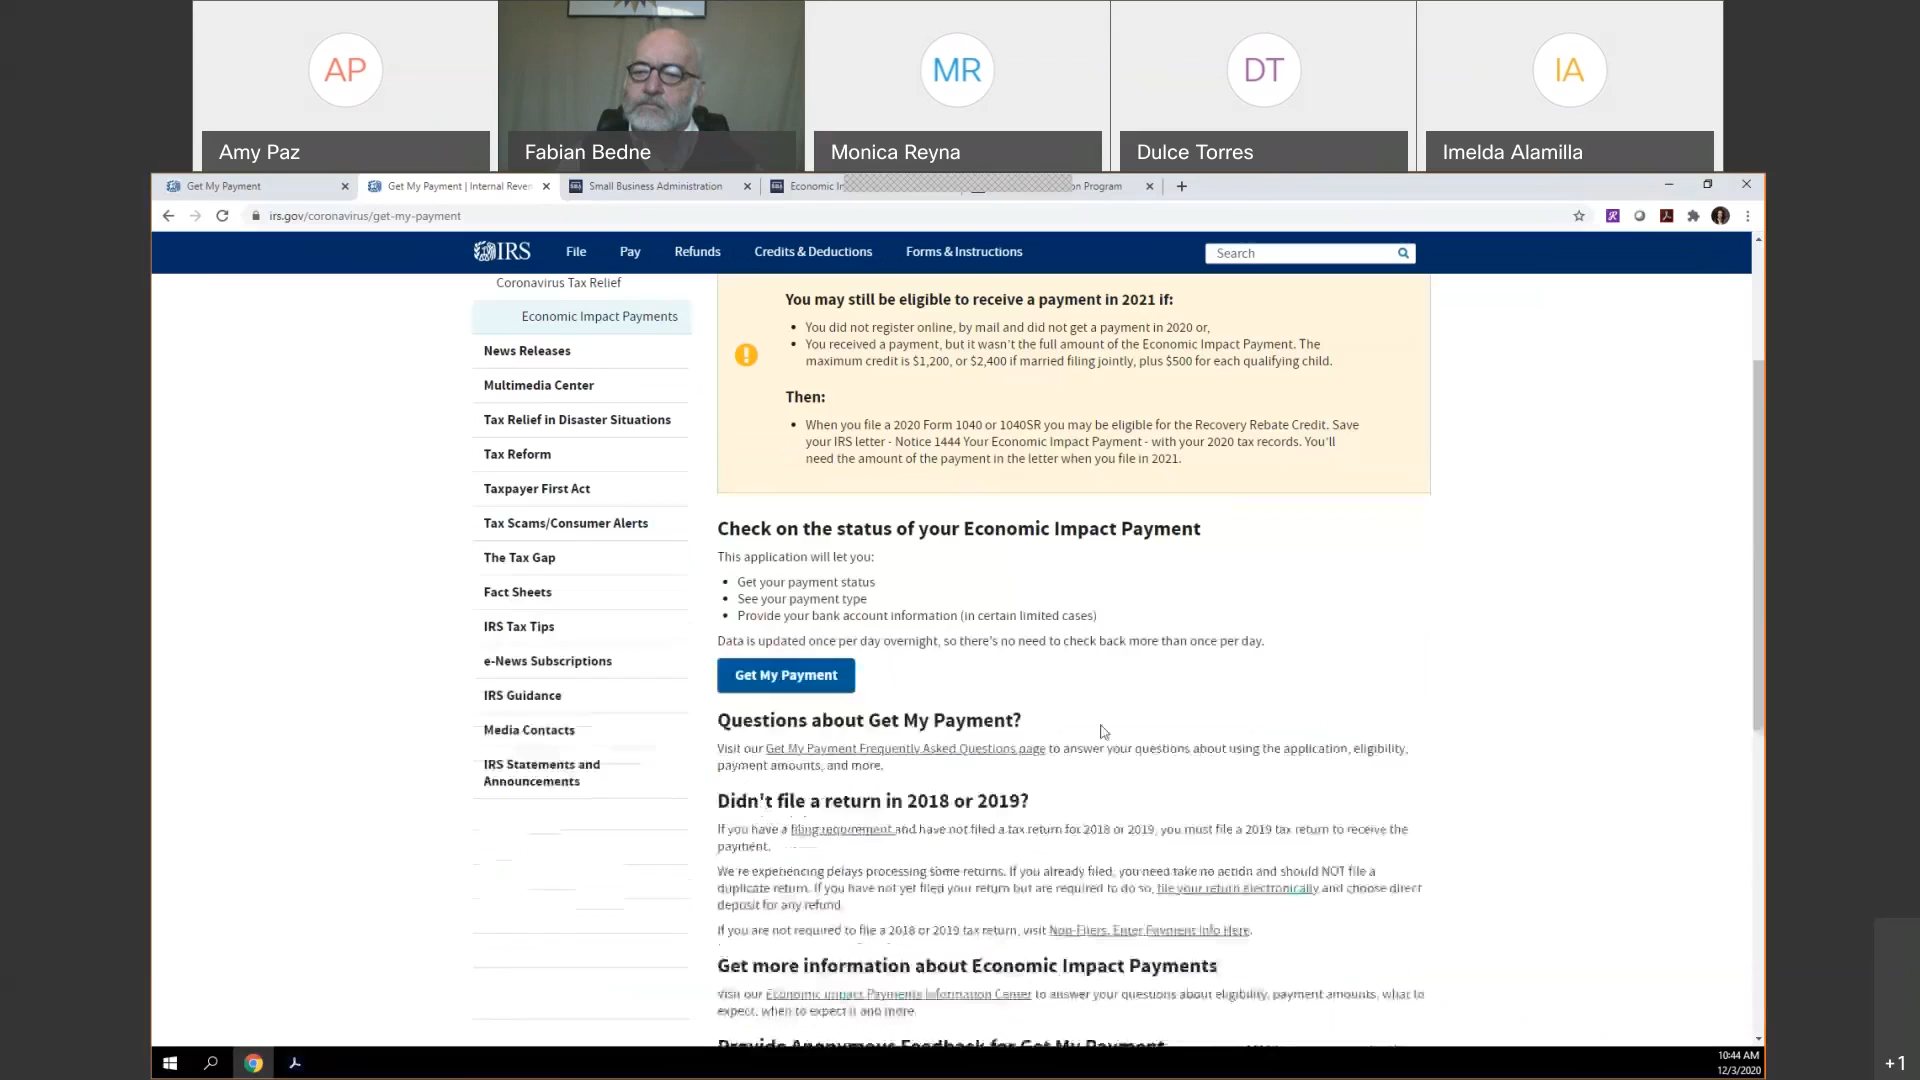 AP
MR
DT
IA
Amy Paz
Fabian Bedne
Monica Reyna
Dulce Torres
Imelda Alamilla
Get My Payment
Get My Payment | Internal Reven
Small Business Administration
Economic In
on Program
irs.gov/coronavirus/get-my-payment
IRS
File
Pay
Refunds
Credits & Deductions
Forms & Instructions
Search
Coronavirus Tax Relief
Economic Impact Payments
News Releases
Multimedia Center
Tax Relief in Disaster Situations
Tax Reform
Taxpayer First Act
Tax Scams/Consumer Alerts
The Tax Gap
Fact Sheets
IRS Tax Tips
e-News Subscriptions
IRS Guidance
Media Contacts
IRS Statements and
Announcements
You may still be eligible to receive a payment in 2021 if:
You did not register online, by mail and did not get a payment in 2020 or,
You received a payment, but it wasn't the full amount of the Economic Impact Payment. The
maximum credit is $1,200, or $2,400 if married filing jointly, plus $500 for each qualifying child.
Then:
When you file a 2020 Form 1040 or 1040SR you may be eligible for the Recovery Rebate Credit. Save
your IRS letter - Notice 1444 Your Economic Impact Payment - with your 2020 tax records. You'll
need the amount of the payment in the letter when you file in 2021.
Check on the status of your Economic Impact Payment
This application will let you:
Get your payment status
See your payment type
Provide your bank account information (in certain limited cases)
Data is updated once per day overnight, so there's no need to check back more than once per day.
Get My Payment
Questions about Get My Payment?
Visit our Get My Payment Frequently Asked Questions page to answer your questions about using the application, eligibility,
payment amounts, and more.
Didn't file a return in 2018 or 2019?
If you have a filing requirement and have not filed a tax return for 2018 or 2019, you must file a 2019 tax return to receive the
payment.
We're experiencing delays processing some returns. If you already filed, you need take no action and should NOT file a
duplicate return. If you have not yet filed your return but are required to do so, file your return electronically and choose direct
deposit for any refund
If you are not required to file a 2018 or 2019 tax return, visit Non-Filers: Enter Payment Info Here.
Get more information about Economic Impact Payments
Visit our Economic Impact Payments Information Center to answer your questions about eligibility, payment amounts, what to
expect, when to expect it and more.
Provide Anonymous Feedback for Get My Payment
10:44 AM
12/3/2020
+1